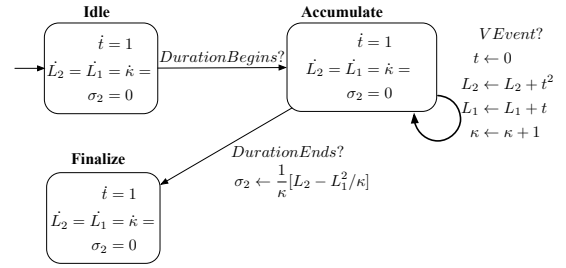 Idle
ṫ = 1
L̇₂ = L̇₁ = κ̇ =
σ₂ = 0
DurationBegins?
Accumulate
ṫ = 1
L̇₂ = L̇₁ = κ̇ =
σ₂ = 0
VEvent?
t ← 0
L₂ ← L₂ + t²
L₁ ← L₁ + t
κ ← κ + 1
DurationEnds?
σ₂ ← 1/κ [L₂ − L₁²/κ]
Finalize
ṫ = 1
L̇₂ = L̇₁ = κ̇ =
σ₂ = 0